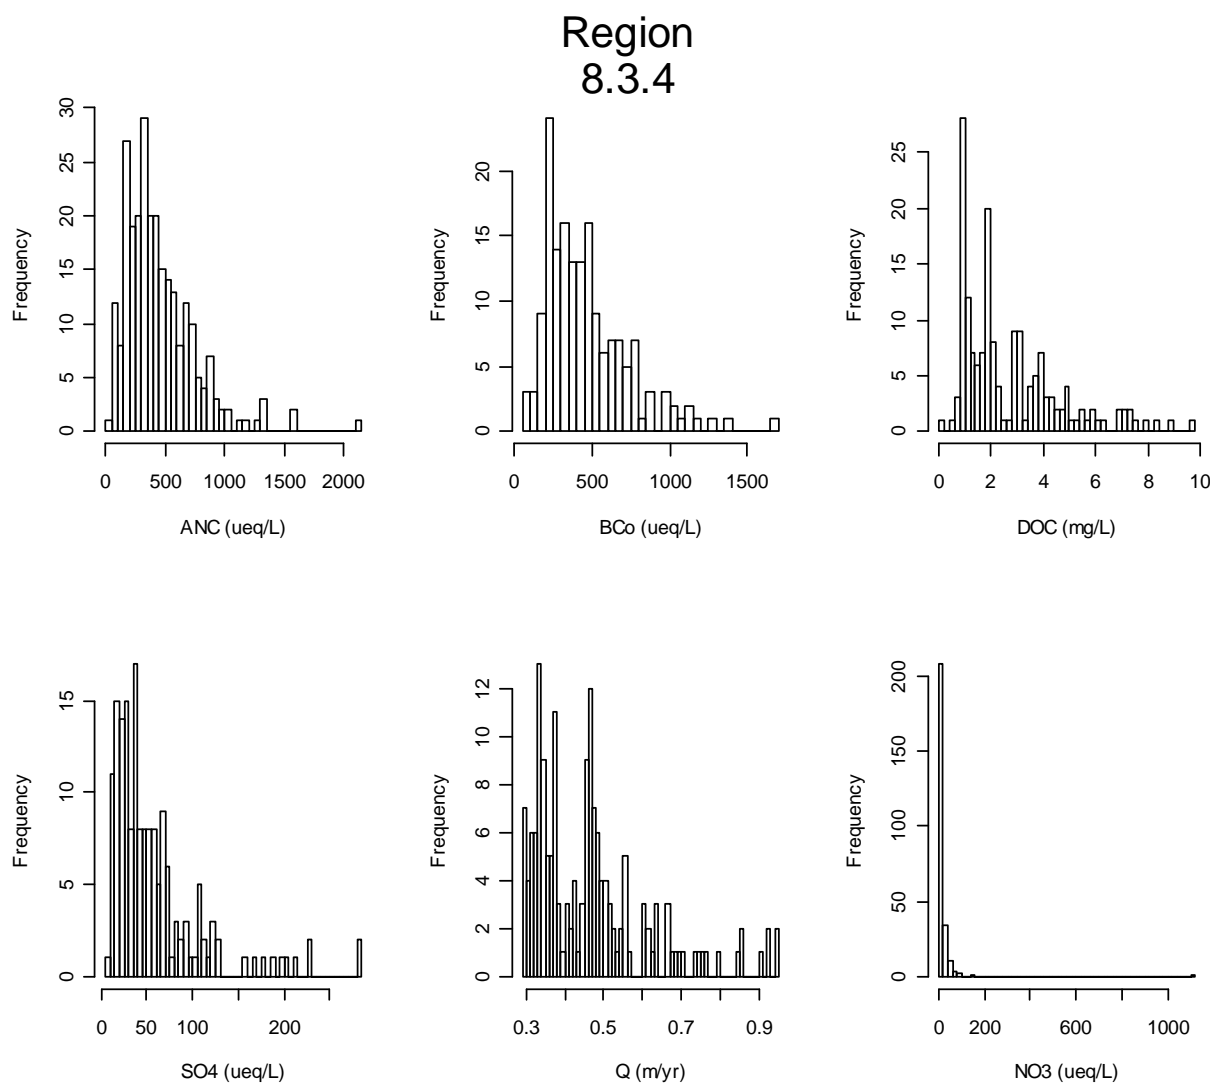 Region
8.3.4
Frequency
0 5 10 15 20 25 30
0 500 1000 1500 2000
ANC (ueq/L)
Frequency
0 5 10 15 20
0 500 1000 1500
BCo (ueq/L)
Frequency
0 5 10 15 20 25
0 2 4 6 8 10
DOC (mg/L)
Frequency
0 5 10 15
0 50 100 200
SO4 (ueq/L)
Frequency
0 2 4 6 8 12
0.3 0.5 0.7 0.9
Q (m/yr)
Frequency
0 50 100 150 200
0 200 600 1000
NO3 (ueq/L)